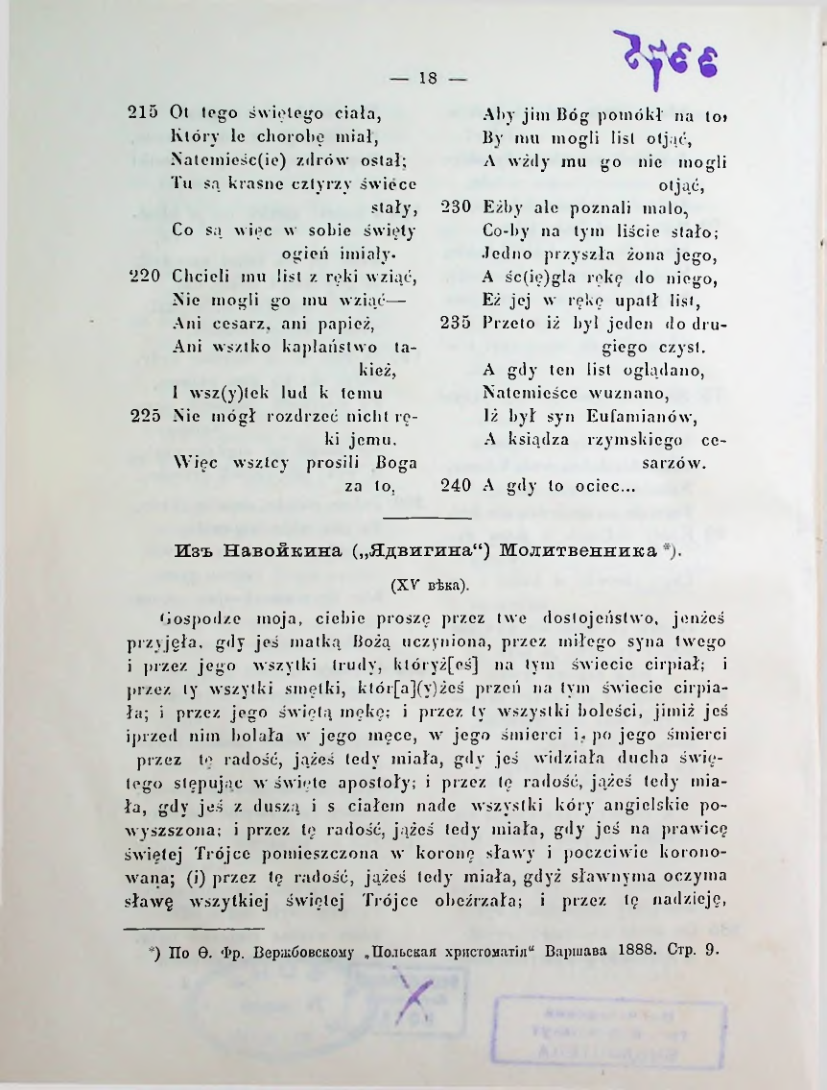 — 18 —
215 Ot tego świętego ciała,
Który le chorobę miał,
Natemieśc(ie) zdrów ostał;
Tu są krasne cztyrzy świéce
stały,
Co są więc w sobie święty
ogień imiały.
220 Chcieli mu list z ręki wziąć,
Nie mogli go mu wziąć—
Ani cesarz, ani papież,
Ani wsztko kapłaństwo ta-
kież,
I wsz(y)tek lud k temu
225 Nie mógł rozdrzeć nicht rę-
ki jemu.
Więc wsztcy prosili Boga
za to,
Aby jim Bóg pomókł na to,
By mu mogli list otjąć,
A wżdy mu go nie mogli
otjąć,
230 Eżby ale poznali mało,
Co-by na tym liście stało;
Jedno przyszła żona jego,
A śc(ię)gla rękę do niego,
Eż jej w rękę upatł list,
235 Przeto iż był jeden do dru-
giego czyst.
A gdy ten list oglądano,
Natemieśce wuznano,
Iż był syn Eufamianów,
A księdza rzymskiego ce-
sarzów.
240 A gdy to ociec...
Изъ Навойкина („Ядвигина“) Молитвенника *).
(XV вѣка).
Gospodze moja, ciebie proszę przez twe dostojeństwo, jenżeś
przyjęła, gdy jeś matką Bożą uczyniona, przez miłego syna twego
i przez jego wszytki trudy, któryż[eś] na tym świecie cirpiał; i
przez ty wszytki smętki, któr[a](y)żeś przeń na tym świecie cirpia-
ła; i przez jego świętą mękę; i przez ty wszystki boleści, jimiż jeś
iprzed nim bolała w jego męce, w jego śmierci i, po jego śmierci
przez tę radość, jążeś tedy miała, gdy jeś widziała ducha świę-
tego stępując w święte apostoły; i przez tę radość, jążeś tedy mia-
ła, gdy jeś z duszą i s ciałem nade wszystki kóry angielskie po-
wyszszona; i przez tę radość, jążeś tedy miała, gdy jeś na prawicę
świętej Trójce pomieszczona w koronę sławy i poczciwie korono-
wana; (i) przez tę radość, jążeś tedy miała, gdyż sławnyma oczyma
sławę wszytkiej świętej Trójce obeźrzała; i przez tę nadzieję,
*) По Ѳ. Фр. Вержбовскому „Польская христоматія“ Варшава 1888. Стр. 9.